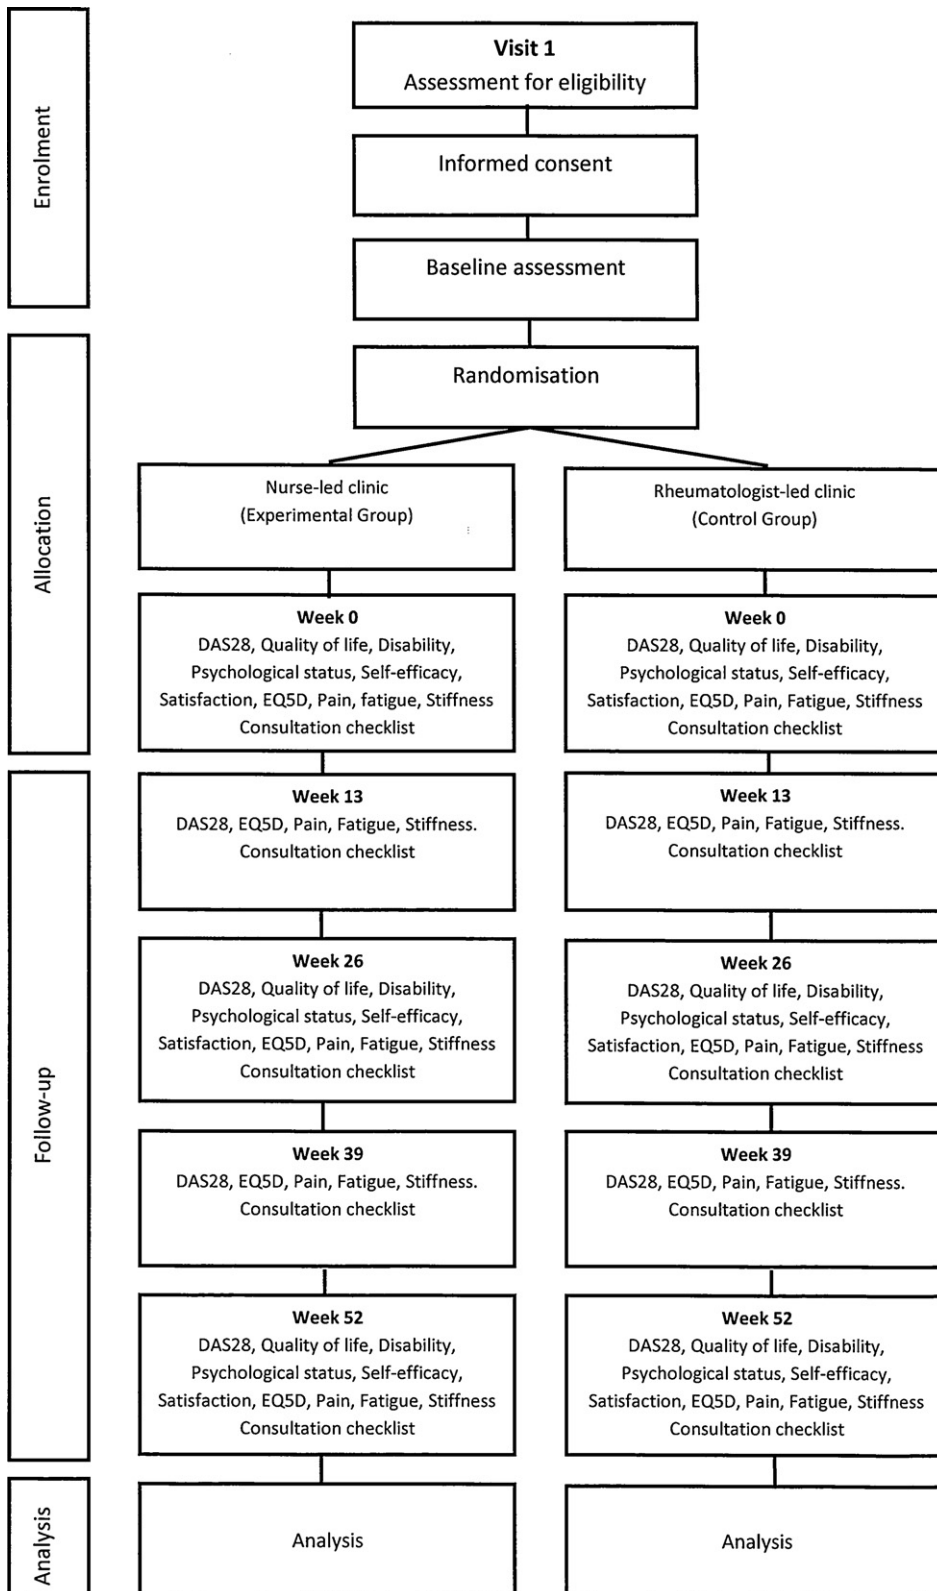 Enrolment
Visit 1
Assessment for eligibility
Informed consent
Baseline assessment
Allocation
Randomisation
Nurse-led clinic
(Experimental Group)
Rheumatologist-led clinic
(Control Group)
Week 0
DAS28, Quality of life, Disability,
Psychological status, Self-efficacy,
Satisfaction, EQ5D, Pain, fatigue, Stiffness
Consultation checklist
Week 0
DAS28, Quality of life, Disability,
Psychological status, Self-efficacy,
Satisfaction, EQ5D, Pain, Fatigue, Stiffness
Consultation checklist
Follow-up
Week 13
DAS28, EQ5D, Pain, Fatigue, Stiffness.
Consultation checklist
Week 13
DAS28, EQ5D, Pain, Fatigue, Stiffness.
Consultation checklist
Week 26
DAS28, Quality of life, Disability,
Psychological status, Self-efficacy,
Satisfaction, EQ5D, Pain, Fatigue, Stiffness
Consultation checklist
Week 26
DAS28, Quality of life, Disability,
Psychological status, Self-efficacy,
Satisfaction, EQ5D, Pain, Fatigue, Stiffness
Consultation checklist
Week 39
DAS28, EQ5D, Pain, Fatigue, Stiffness.
Consultation checklist
Week 39
DAS28, EQ5D, Pain, Fatigue, Stiffness.
Consultation checklist
Week 52
DAS28, Quality of life, Disability,
Psychological status, Self-efficacy,
Satisfaction, EQ5D, Pain, Fatigue, Stiffness
Consultation checklist
Week 52
DAS28, Quality of life, Disability,
Psychological status, Self-efficacy,
Satisfaction, EQ5D, Pain, Fatigue, Stiffness
Consultation checklist
Analysis
Analysis
Analysis